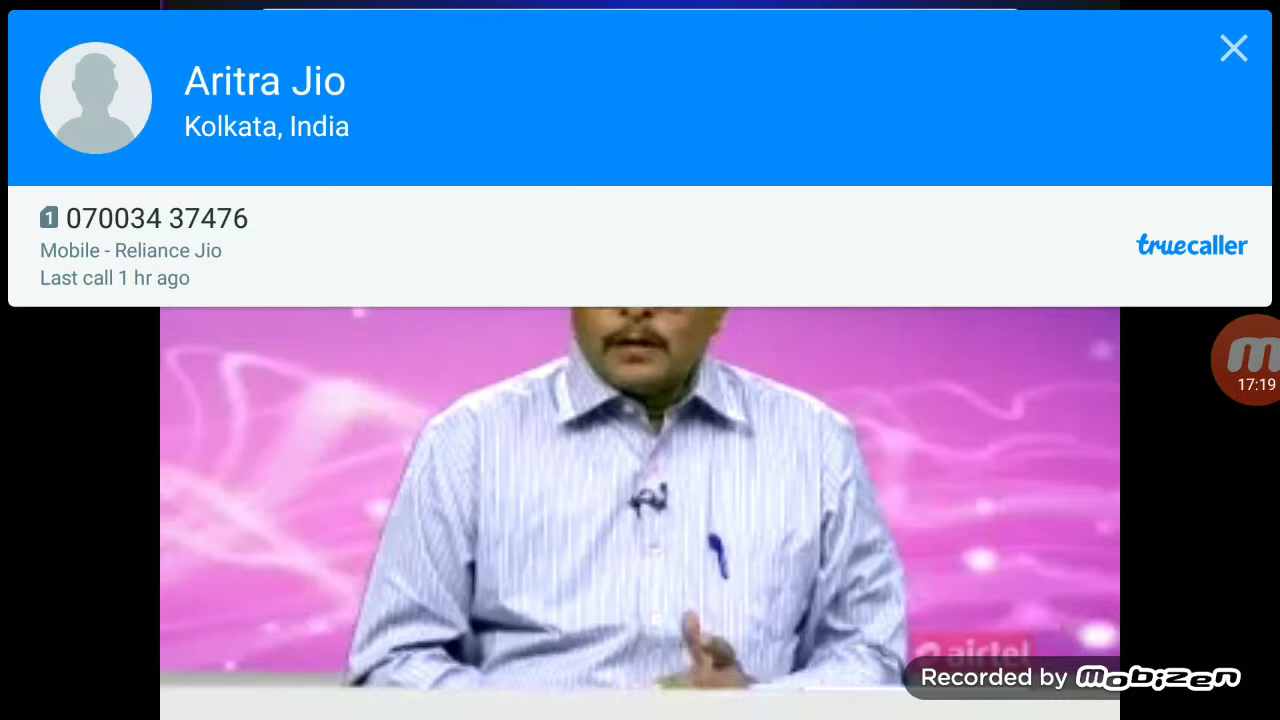 Aritra Jio
Kolkata, India
1 070034 37476
Mobile - Reliance Jio
Last call 1 hr ago
truecaller
17:19
airtel
Recorded by mobizen